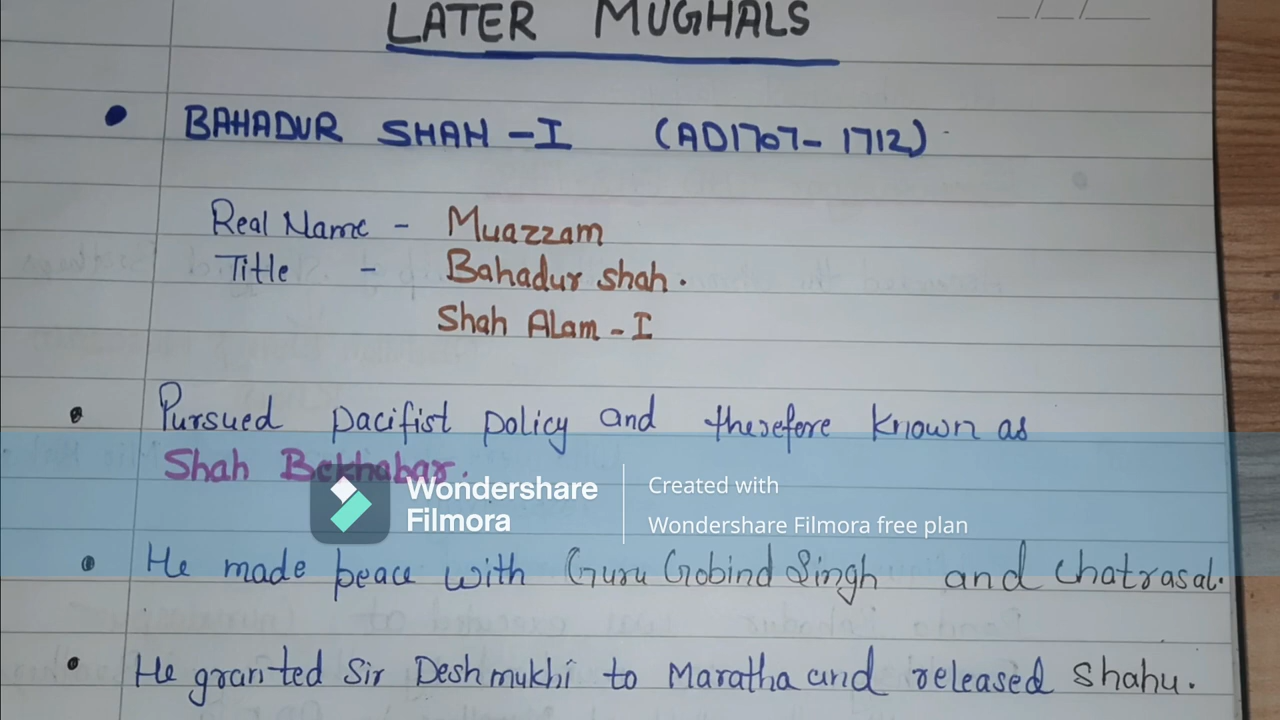 LATER MUGHALS
• BAHADUR SHAH - I (AD1707- 1712)
Real Name - Muazzam
Title - Bahadur shah.
Shah Alam - I
• Pursued pacifist policy and therefore known as
Shah Bekhabar.
Wondershare
Filmora
Created with
Wondershare Filmora free plan
• He made peace with Guru Gobind Singh and Chatrasal.
• He granted Sir Deshmukhi to Maratha and released Shahu.